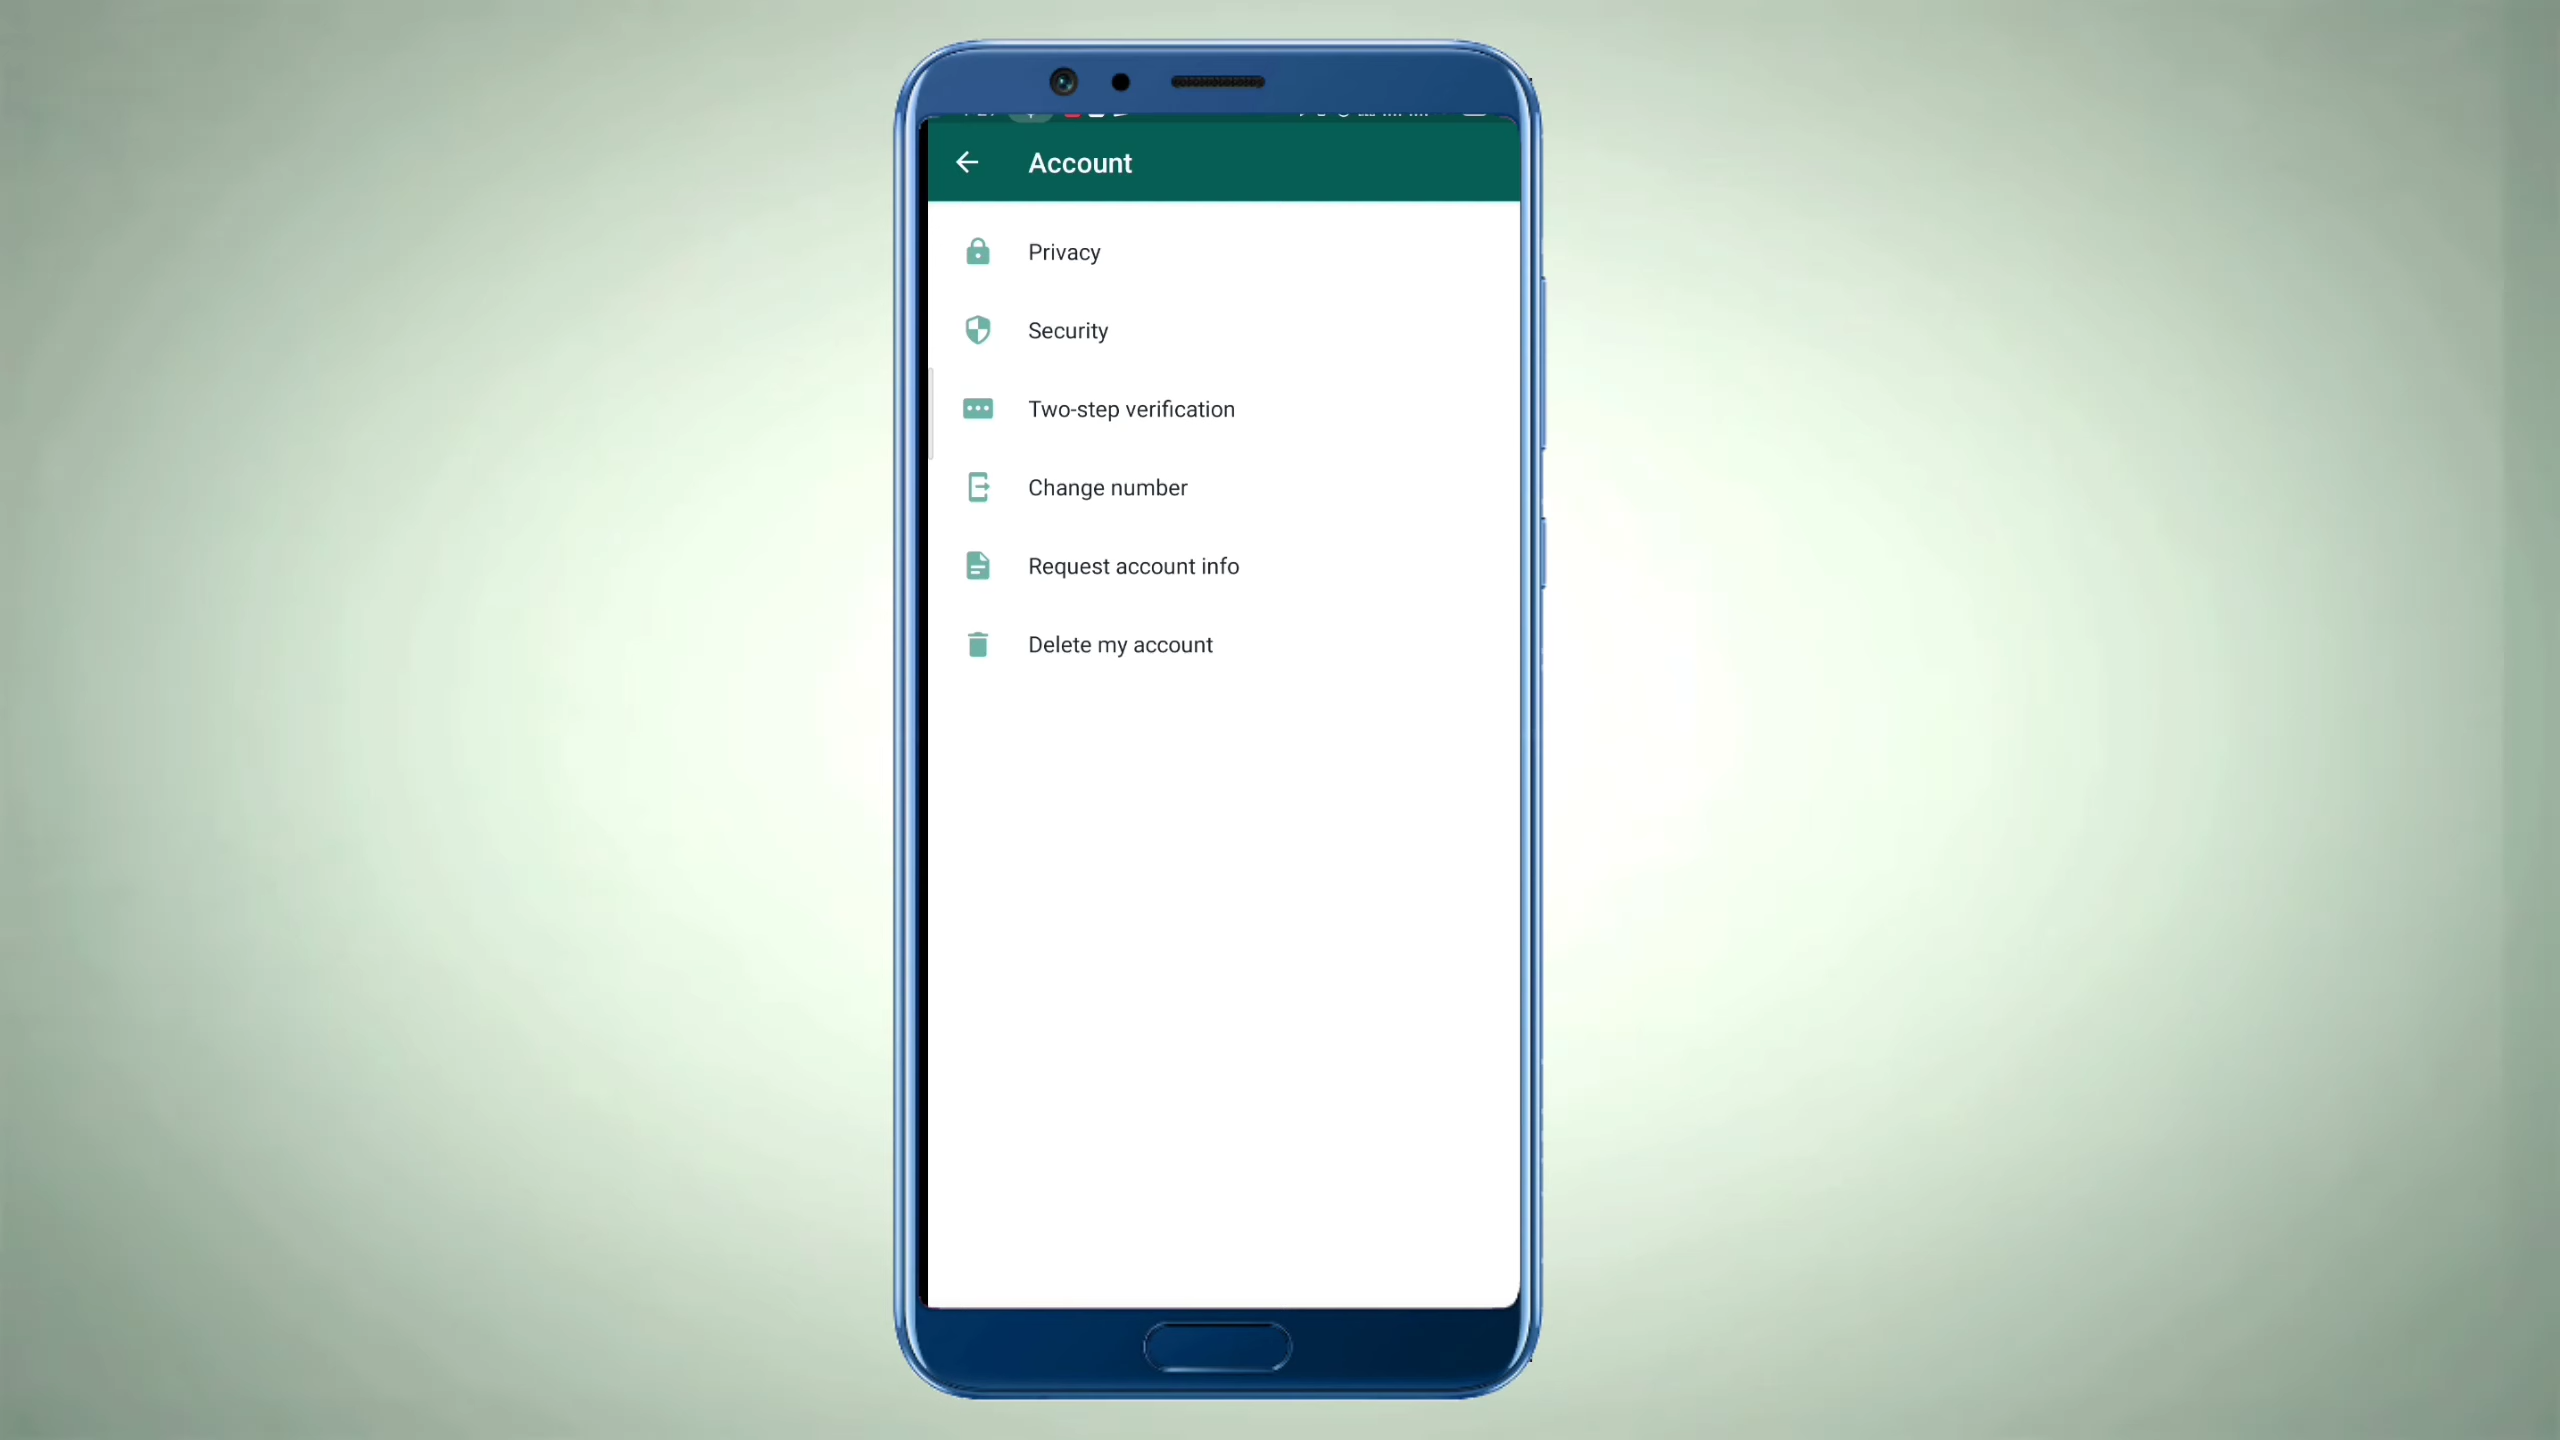 Account
Privacy
Security
Two-step verification
Change number
Request account info
Delete my account